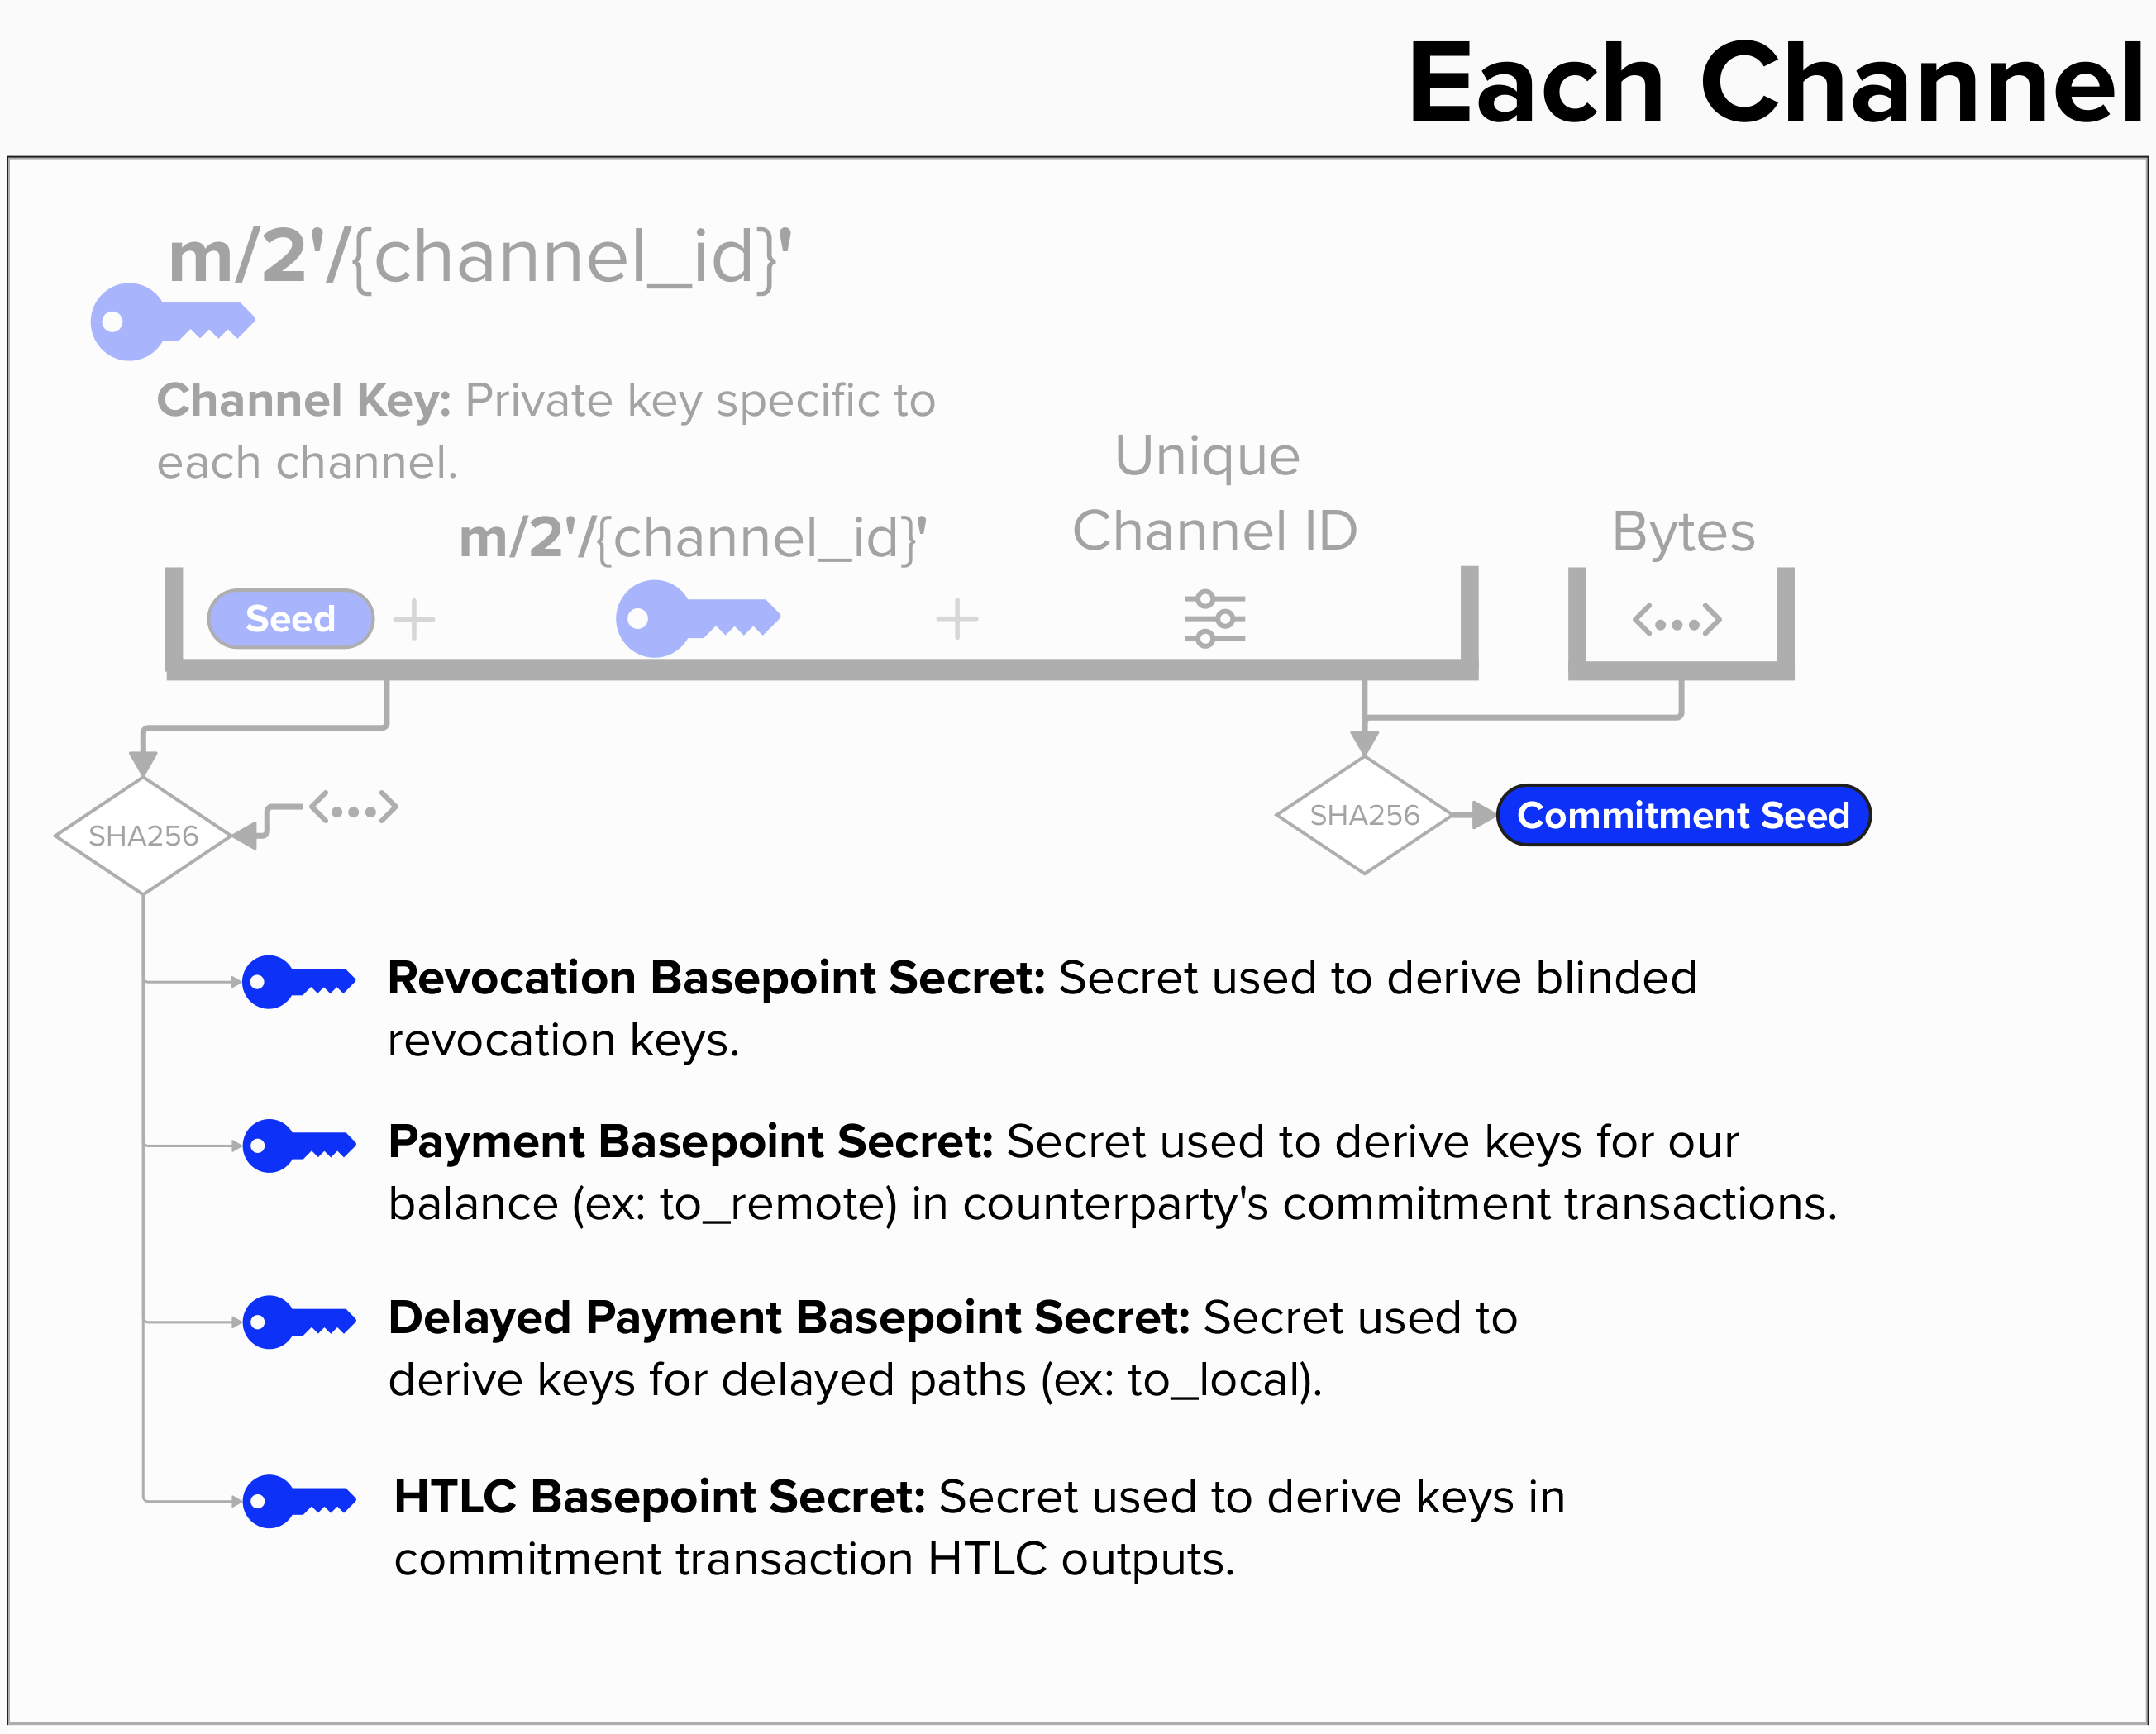 Each Channel
m/2'/{channel_id}'
Channel Key: Private key specific to
each channel.
Unique
Channel ID
m/2'/{channel_id}'
Bytes
Seed
SHA256
SHA256
Commitment Seed
Revocation Basepoint Secret: Secret used to derive blinded
revocation keys.
Payment Basepoint Secret: Secret used to derive keys for our
balance (ex: to_remote) in counterparty's commitment transactions.
Delayed Payment Basepoint Secret: Secret used to
derive keys for delayed paths (ex: to_local).
HTLC Basepoint Secret: Secret used to derive keys in
commitment transaction HTLC outputs.